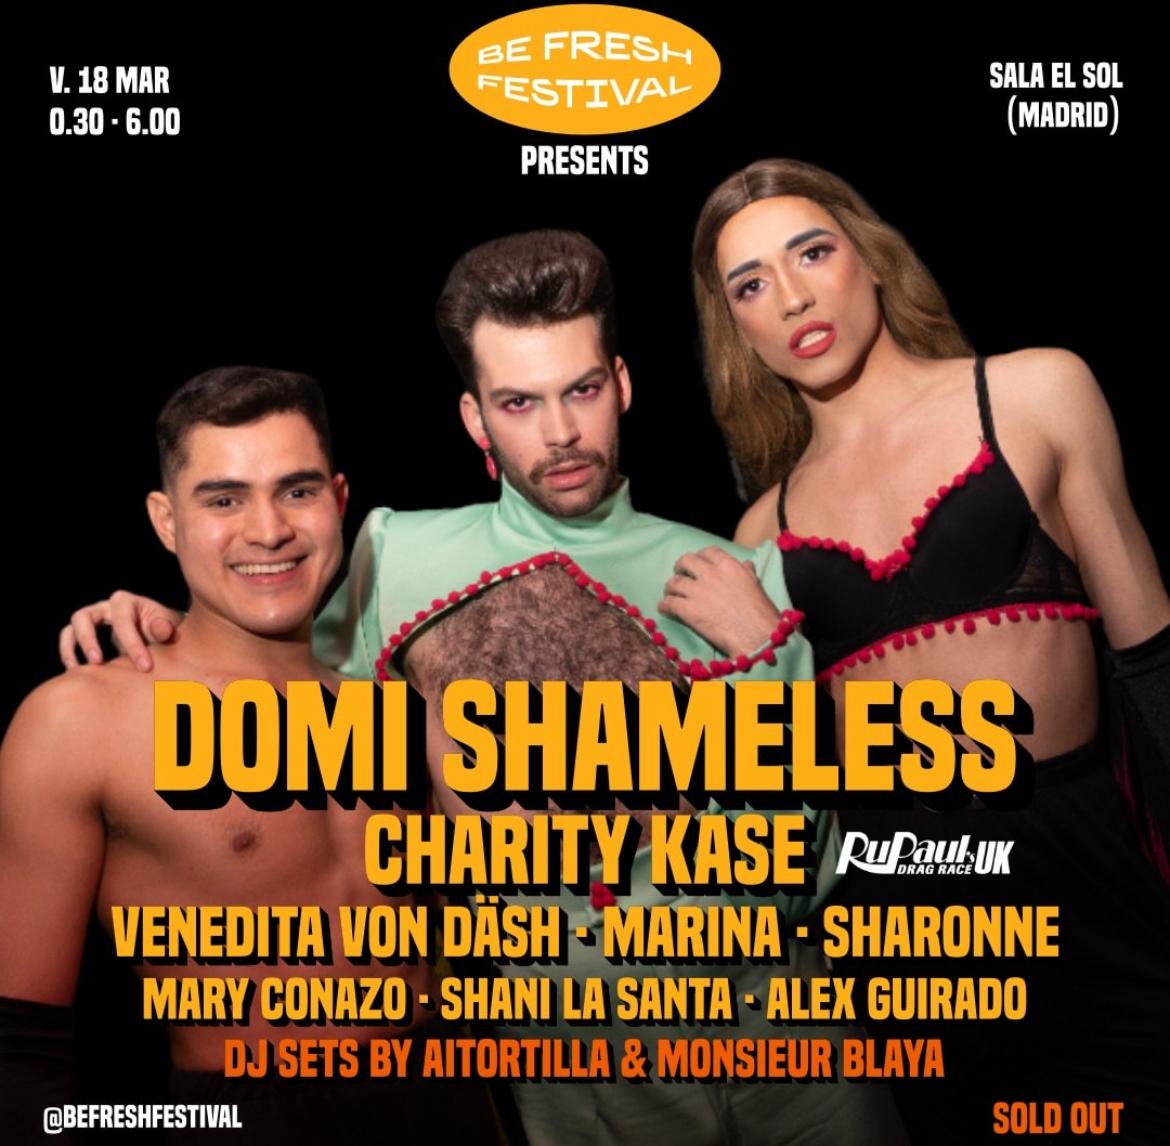 V. 18 MAR
0.30 · 6.00
BE FRESH
FESTIVAL
PRESENTS
SALA EL SOL
(MADRID)
DOMI SHAMELESS
CHARITY KASE RuPaul's DRAG RACE UK
VENEDITA VON DÄSH · MARINA · SHARONNE
MARY CONAZO · SHANI LA SANTA · ALEX GUIRADO
DJ SETS BY AITORTILLA & MONSIEUR BLAYA
@BEFRESHFESTIVAL
SOLD OUT